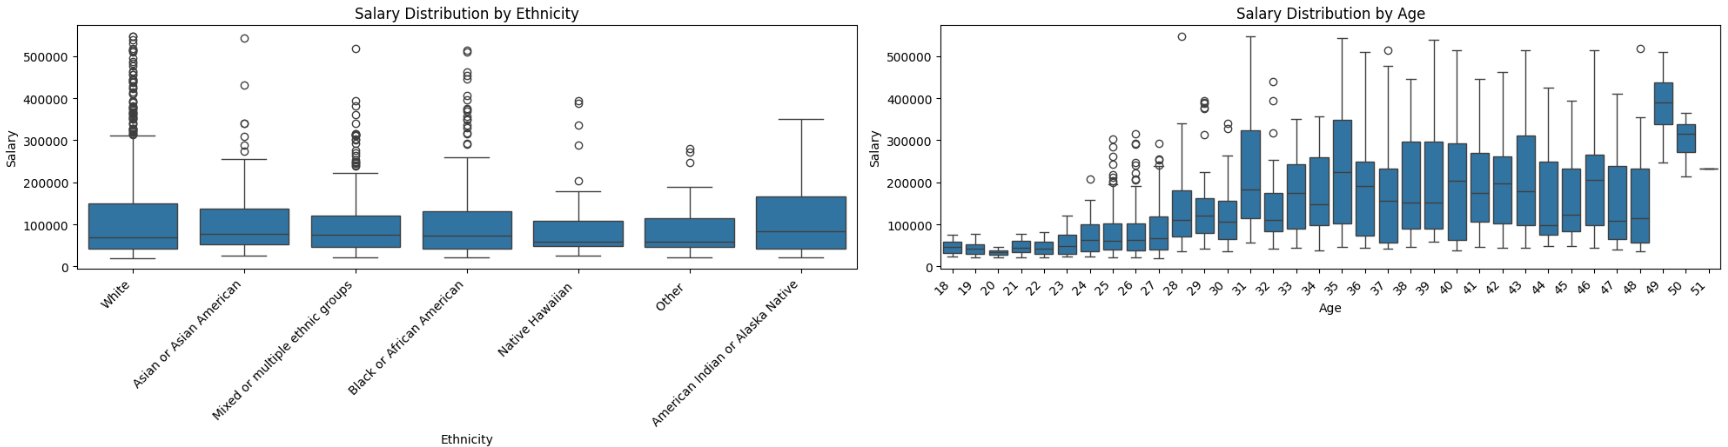 Salary Distribution by Ethnicity
500000
400000
300000
200000
100000
0
Salary
White
Asian or Asian American
Mixed or multiple ethnic groups
Black or African American
Native Hawaiian
Other
American Indian or Alaska Native
Ethnicity
Salary Distribution by Age
500000
400000
300000
200000
100000
0
Salary
18 19 20 21 22 23 24 25 26 27 28 29 30 31 32 33 34 35 36 37 38 39 40 41 42 43 44 45 46 47 48 49 50 51
Age